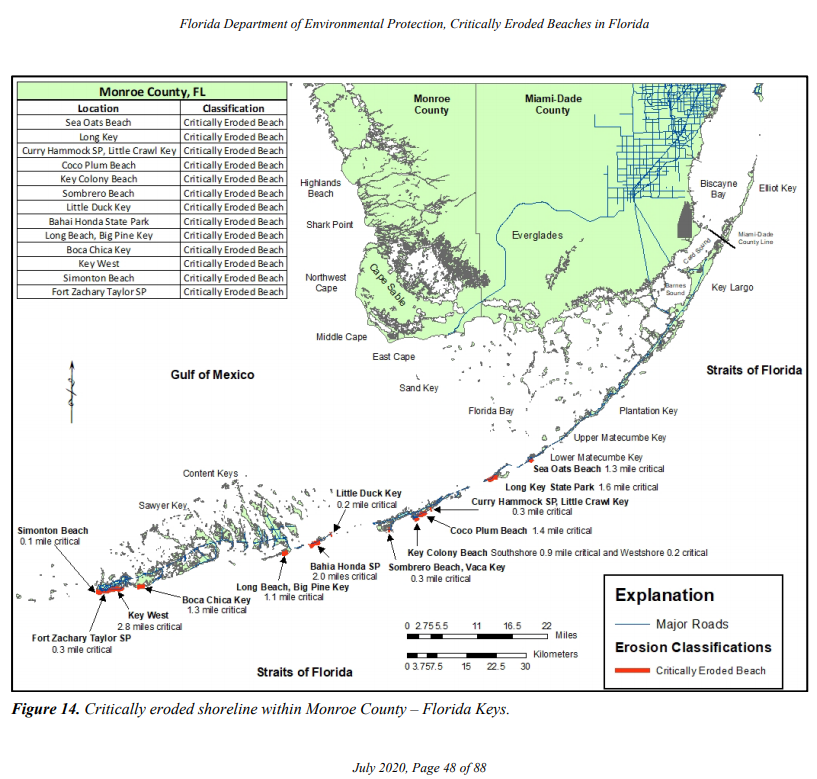 Florida Department of Environmental Protection, Critically Eroded Beaches in Florida
Monroe County, FL
Location Classification
Sea Oats Beach Critically Eroded Beach
Long Key Critically Eroded Beach
Curry Hammock SP, Little Crawl Key Critically Eroded Beach
Coco Plum Beach Critically Eroded Beach
Key Colony Beach Critically Eroded Beach
Sombrero Beach Critically Eroded Beach
Little Duck Key Critically Eroded Beach
Bahai Honda State Park Critically Eroded Beach
Long Beach, Big Pine Key Critically Eroded Beach
Boca Chica Key Critically Eroded Beach
Key West Critically Eroded Beach
Simonton Beach Critically Eroded Beach
Fort Zachary Taylor SP Critically Eroded Beach
Monroe
County
Miami-Dade
County
Highlands
Beach
Shark Point
Northwest
Cape
Cape Sable
Middle Cape
East Cape
Sand Key
Everglades
Biscayne
Bay
Elliot Key
Miami-Dade
County Line
Card Sound
Barnes
Sound
Key Largo
Gulf of Mexico
Straits of Florida
Florida Bay
Plantation Key
Upper Matecumbe Key
Lower Matecumbe Key
Sea Oats Beach 1.3 mile critical
Long Key State Park 1.6 mile critical
Curry Hammock SP, Little Crawl Key
0.3 mile critical
Coco Plum Beach 1.4 mile critical
Key Colony Beach Southshore 0.9 mile critical and Westshore 0.2 critical
Sombrero Beach, Vaca Key
0.3 mile critical
Content Keys
Sawyer Key
Little Duck Key
0.2 mile critical
Bahia Honda SP
2.0 miles critical
Long Beach, Big Pine Key
1.1 mile critical
Boca Chica Key
1.3 mile critical
Simonton Beach
0.1 mile critical
Key West
2.8 miles critical
Fort Zachary Taylor SP
0.3 mile critical
Straits of Florida
0 2.75 5.5 11 16.5 22
Miles
Kilometers
0 3.757.5 15 22.5 30
Explanation
Major Roads
Erosion Classifications
Critically Eroded Beach
Figure 14. Critically eroded shoreline within Monroe County – Florida Keys.
July 2020, Page 48 of 88